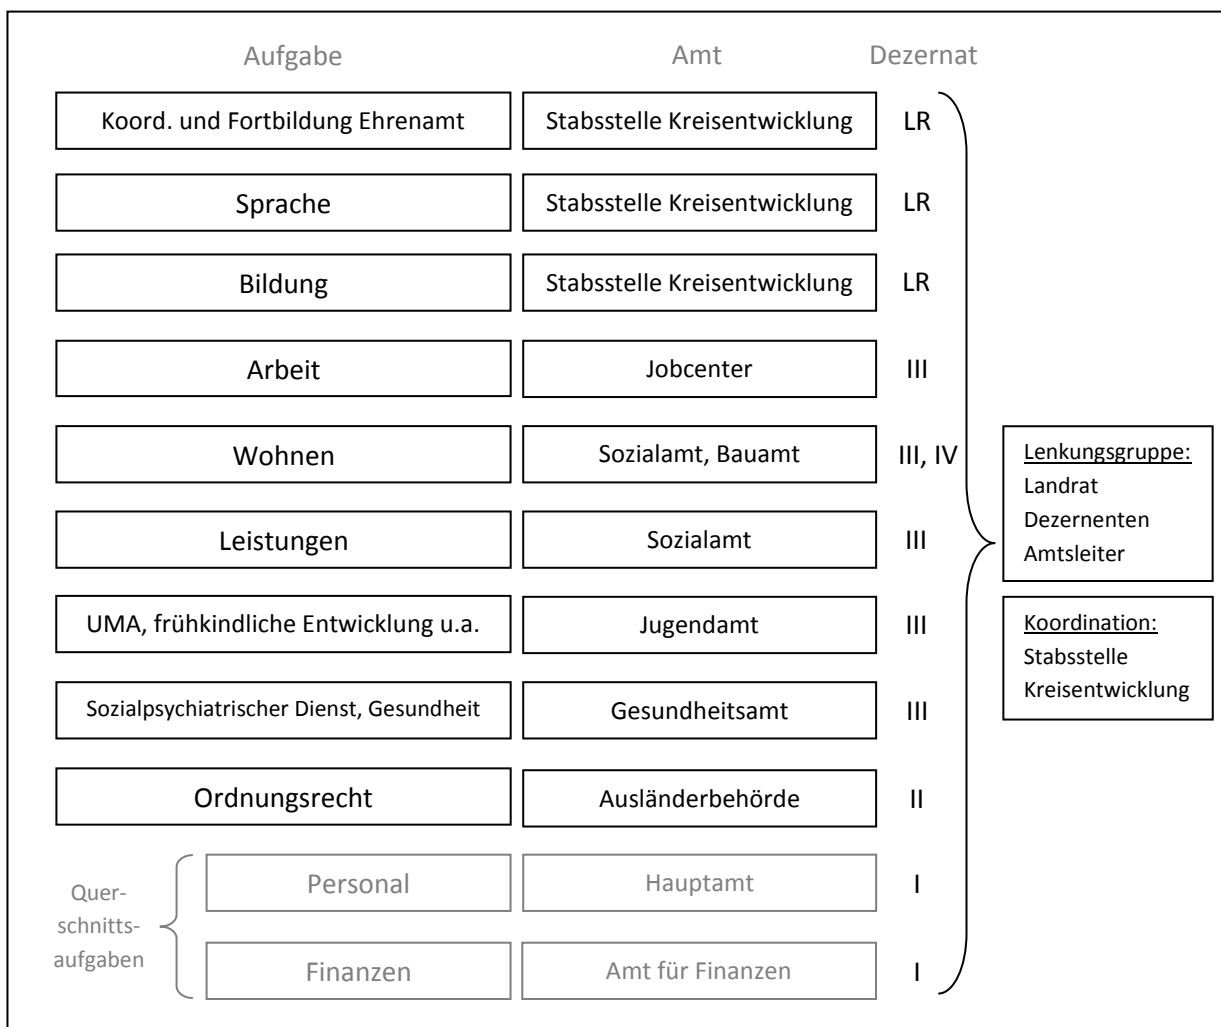 Aufgabe Amt Dezernat
Koord. und Fortbildung Ehrenamt Stabsstelle Kreisentwicklung LR
Sprache Stabsstelle Kreisentwicklung LR
Bildung Stabsstelle Kreisentwicklung LR
Arbeit Jobcenter III
Wohnen Sozialamt, Bauamt III, IV
Leistungen Sozialamt III
UMA, frühkindliche Entwicklung u.a. Jugendamt III
Sozialpsychiatrischer Dienst, Gesundheit Gesundheitsamt III
Ordnungsrecht Ausländerbehörde II
Quer-
schnitts-
aufgaben
Personal Hauptamt I
Finanzen Amt für Finanzen I
Lenkungsgruppe:
Landrat
Dezernenten
Amtsleiter
Koordination:
Stabsstelle
Kreisentwicklung